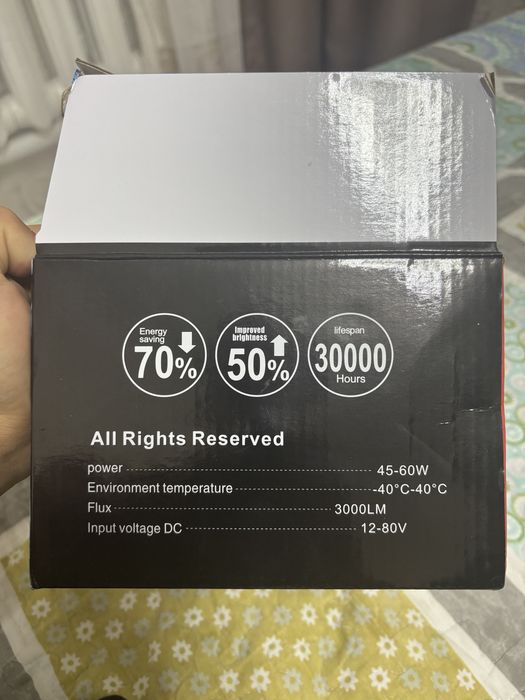 Energy
saving
70%
Improved
brightness
50%
lifespan
30000
Hours
All Rights Reserved
power 45-60W
Environment temperature -40°C-40°C
Flux 3000LM
Input voltage DC 12-80V